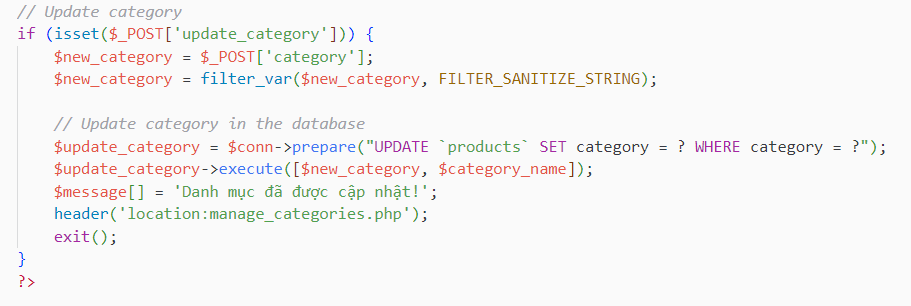 // Update category
if (isset($_POST['update_category'])) {
    $new_category = $_POST['category'];
    $new_category = filter_var($new_category, FILTER_SANITIZE_STRING);

    // Update category in the database
    $update_category = $conn->prepare("UPDATE `products` SET category = ? WHERE category = ?");
    $update_category->execute([$new_category, $category_name]);
    $message[] = 'Danh mục đã được cập nhật!';
    header('location:manage_categories.php');
    exit();
}
?>